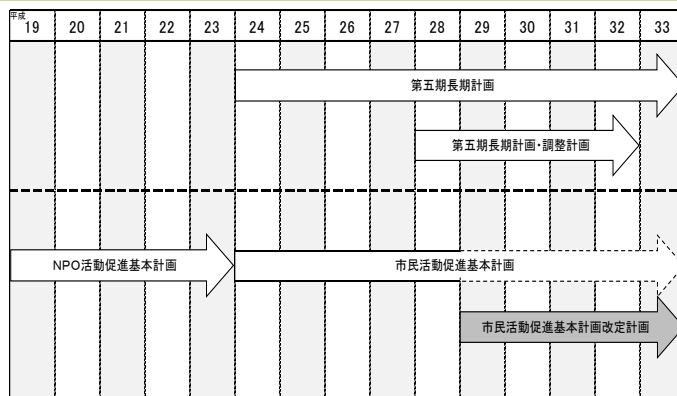 平成
19 20 21 22 23 24 25 26 27 28 29 30 31 32 33
第五期長期計画
第五期長期計画・調整計画
NPO活動促進基本計画 市民活動促進基本計画
市民活動促進基本計画改定計画